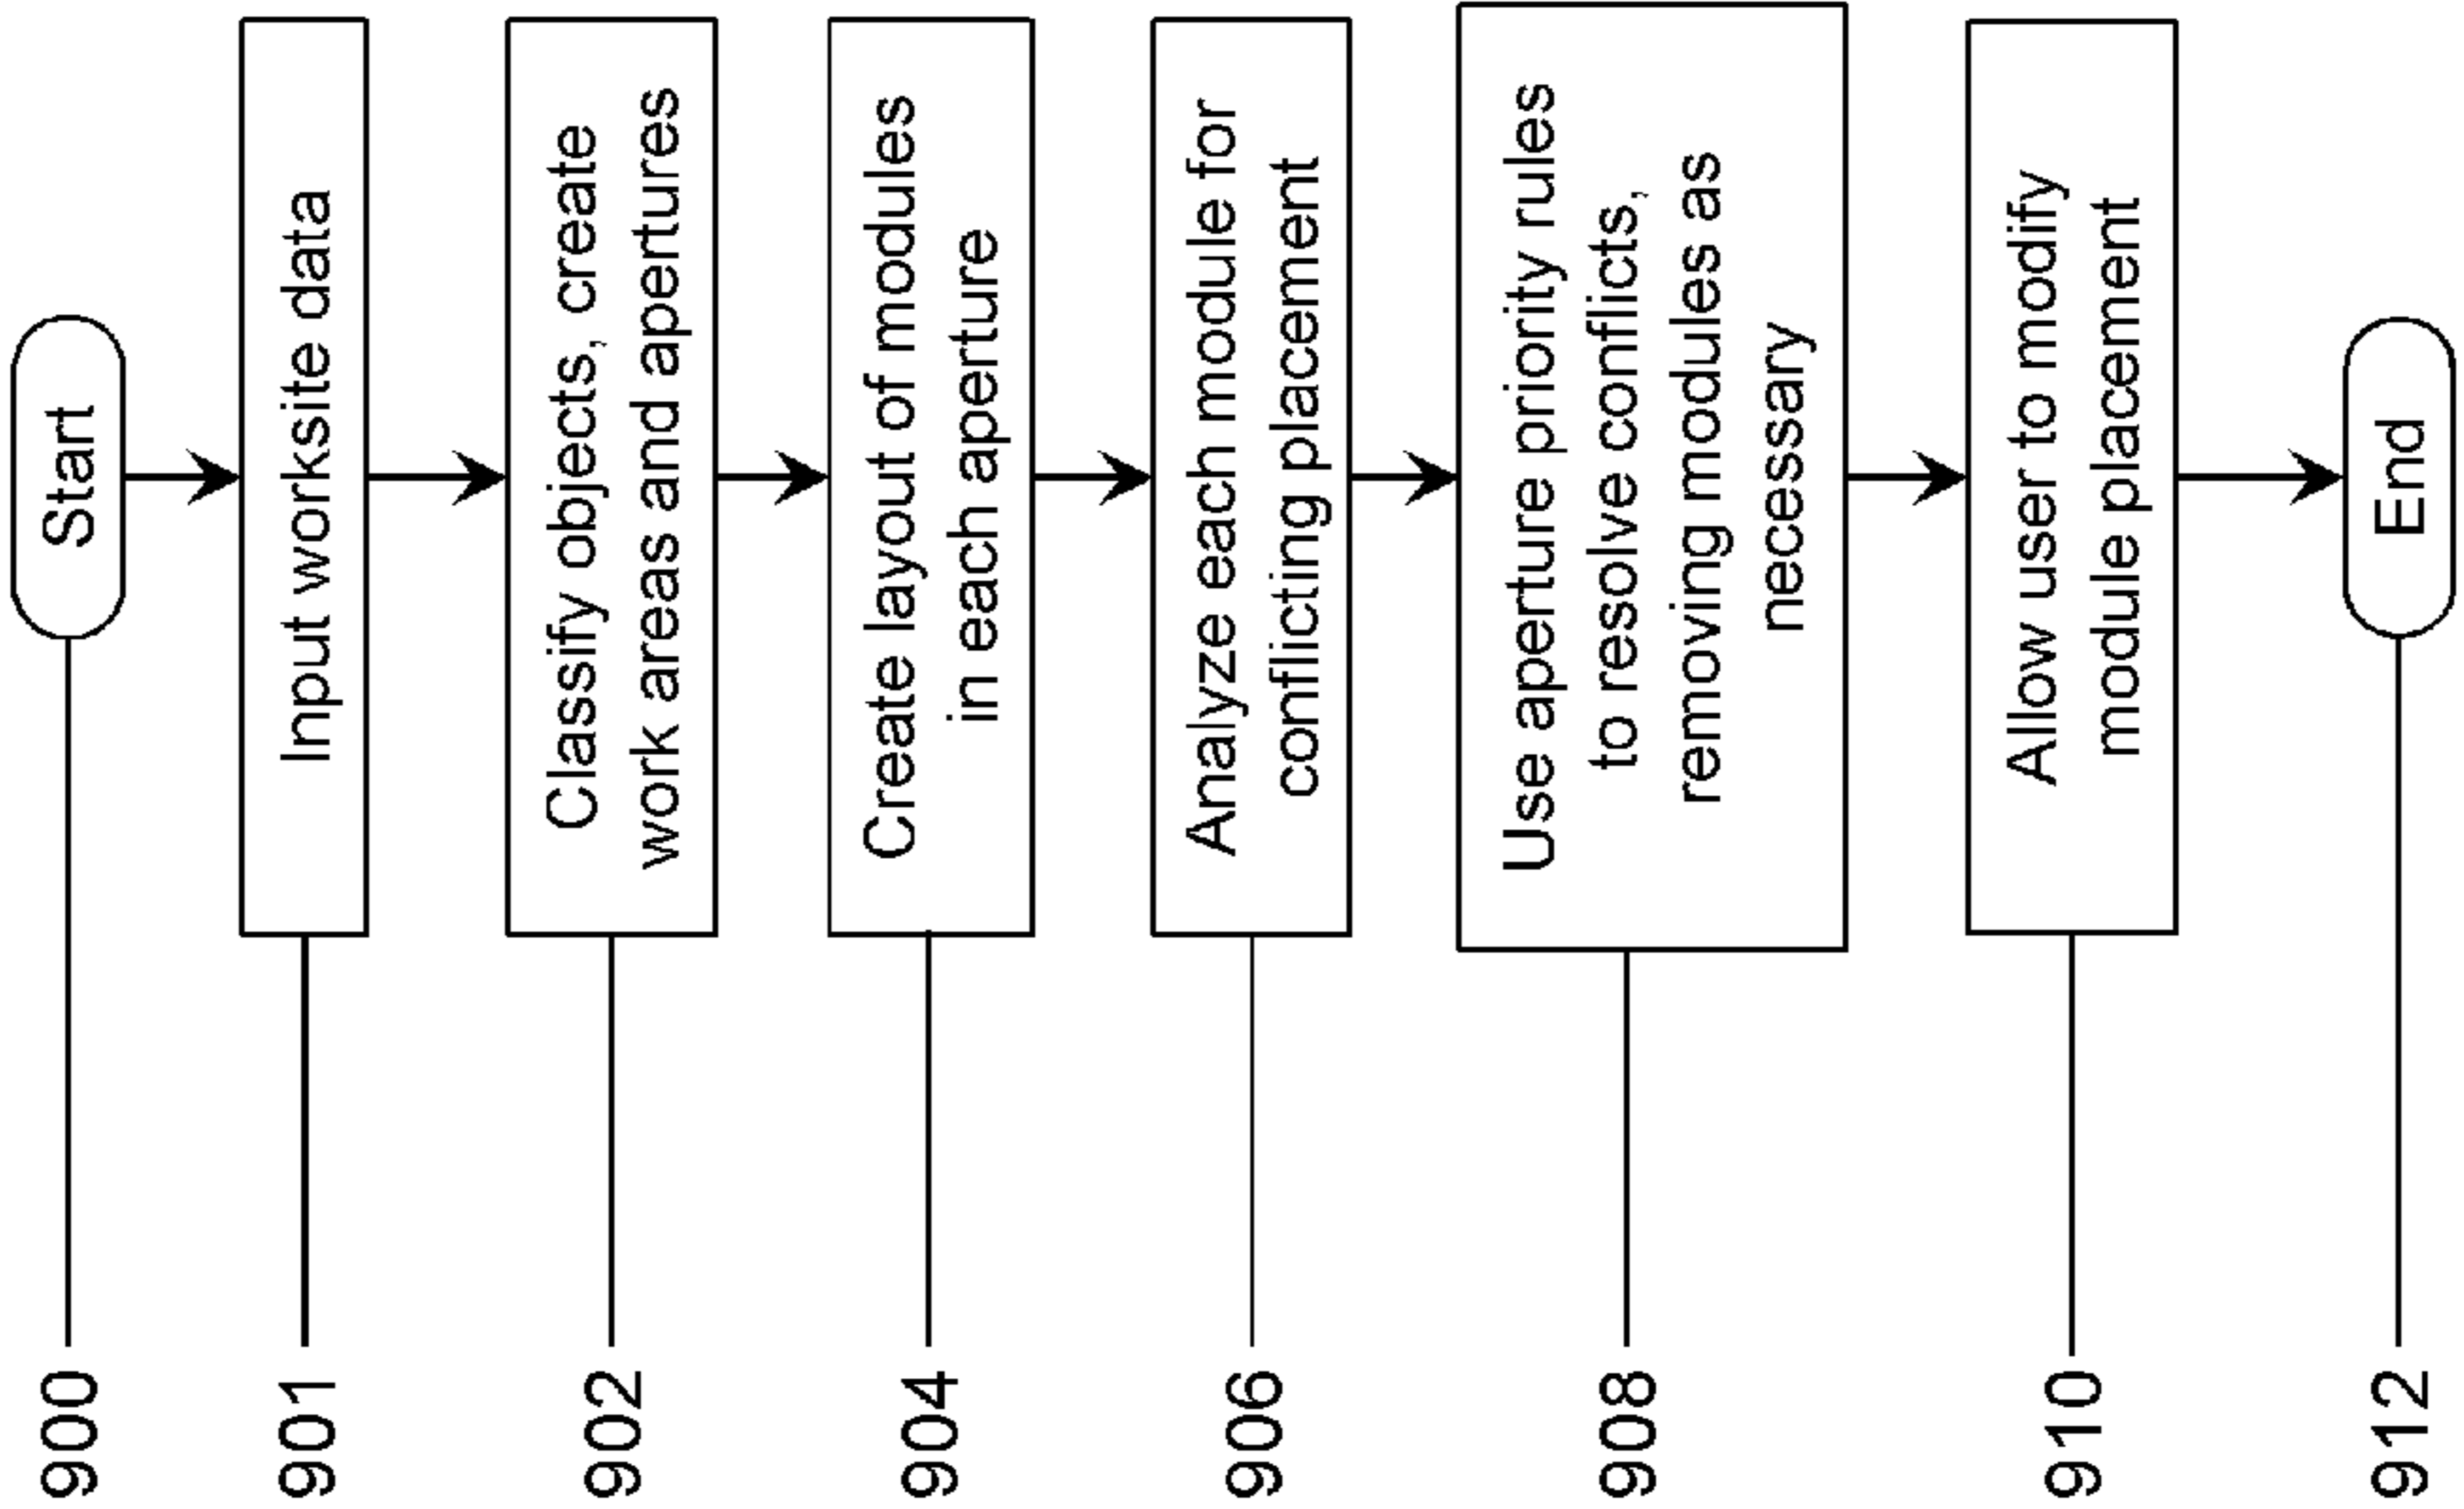 900
Start
901
Input worksite data
902
Classify objects, create
work areas and apertures
904
Create layout of modules
in each aperture
906
Analyze each module for
conflicting placement
908
Use aperture priority rules
to resolve conflicts,
removing modules as
necessary
910
Allow user to modify
module placement
912
End